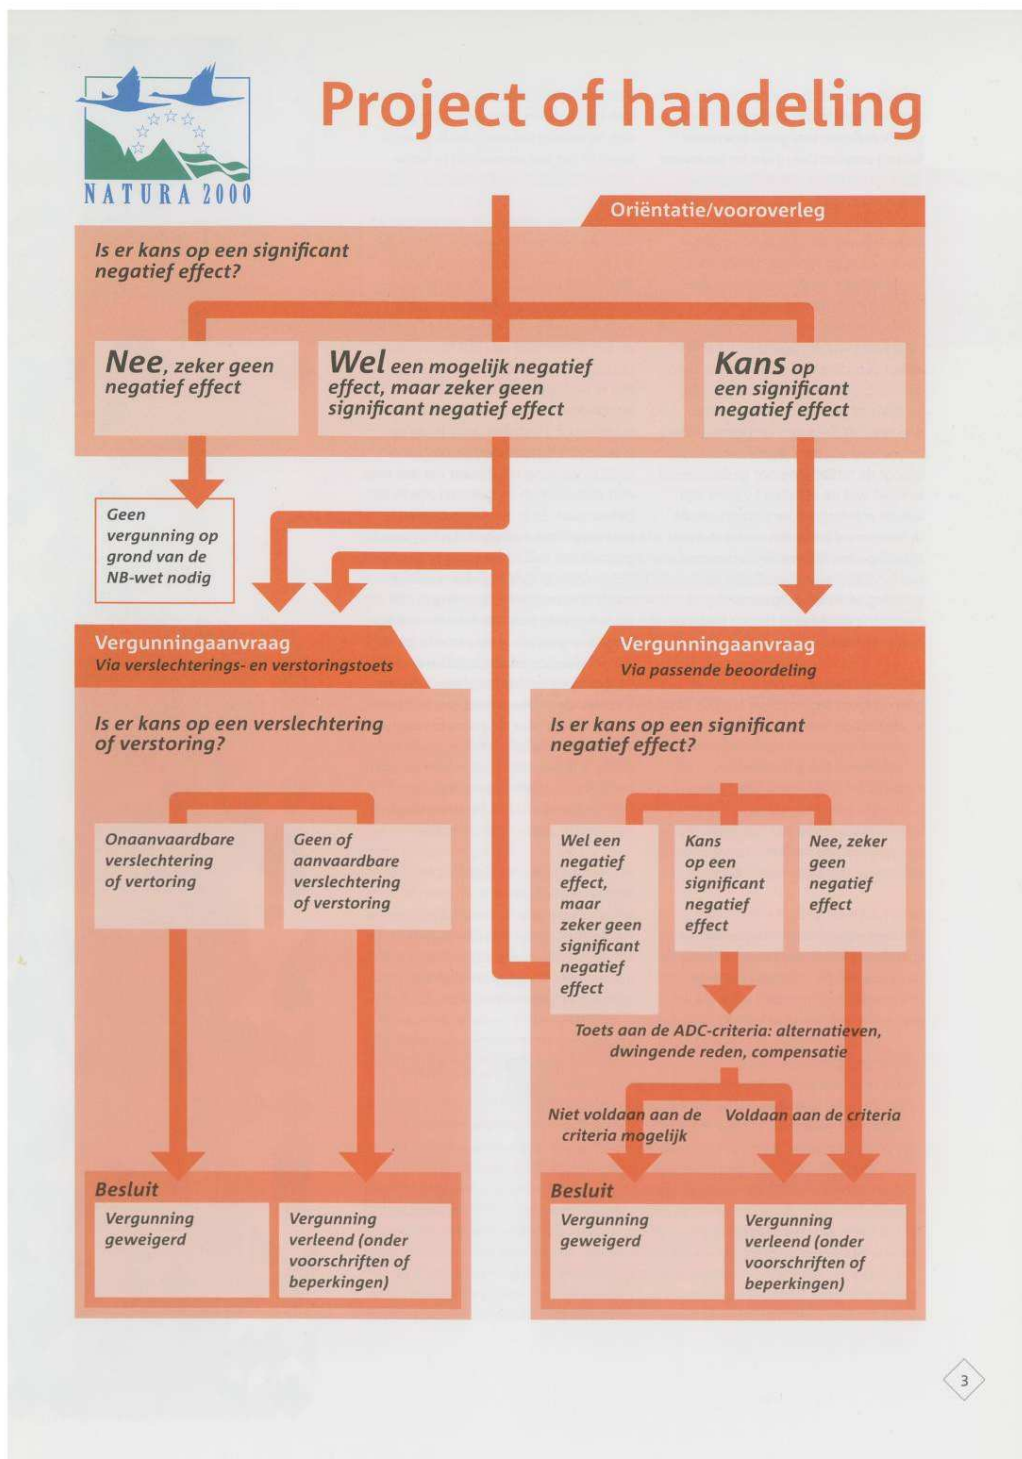 Project of handeling
NATURA 2000
Oriëntatie/vooroverleg
Is er kans op een significant
negatief effect?
Nee, zeker geen
negatief effect
Wel een mogelijk negatief
effect, maar zeker geen
significant negatief effect
Kans op
een significant
negatief effect
Geen
vergunning op
grond van de
NB-wet nodig
Vergunningaanvraag
Via verslechterings- en verstoringstoets
Is er kans op een verslechtering
of verstoring?
Onaanvaardbare
verslechtering
of vertoring
Geen of
aanvaardbare
verslechtering
of verstoring
Besluit
Vergunning
geweigerd
Vergunning
verleend (onder
voorschriften of
beperkingen)
Vergunningaanvraag
Via passende beoordeling
Is er kans op een significant
negatief effect?
Wel een
negatief
effect,
maar
zeker geen
significant
negatief
effect
Kans
op een
significant
negatief
effect
Nee, zeker
geen
negatief
effect
Toets aan de ADC-criteria: alternatieven,
dwingende reden, compensatie
Niet voldaan aan de
criteria mogelijk
Voldaan aan de criteria
Besluit
Vergunning
geweigerd
Vergunning
verleend (onder
voorschriften of
beperkingen)
3